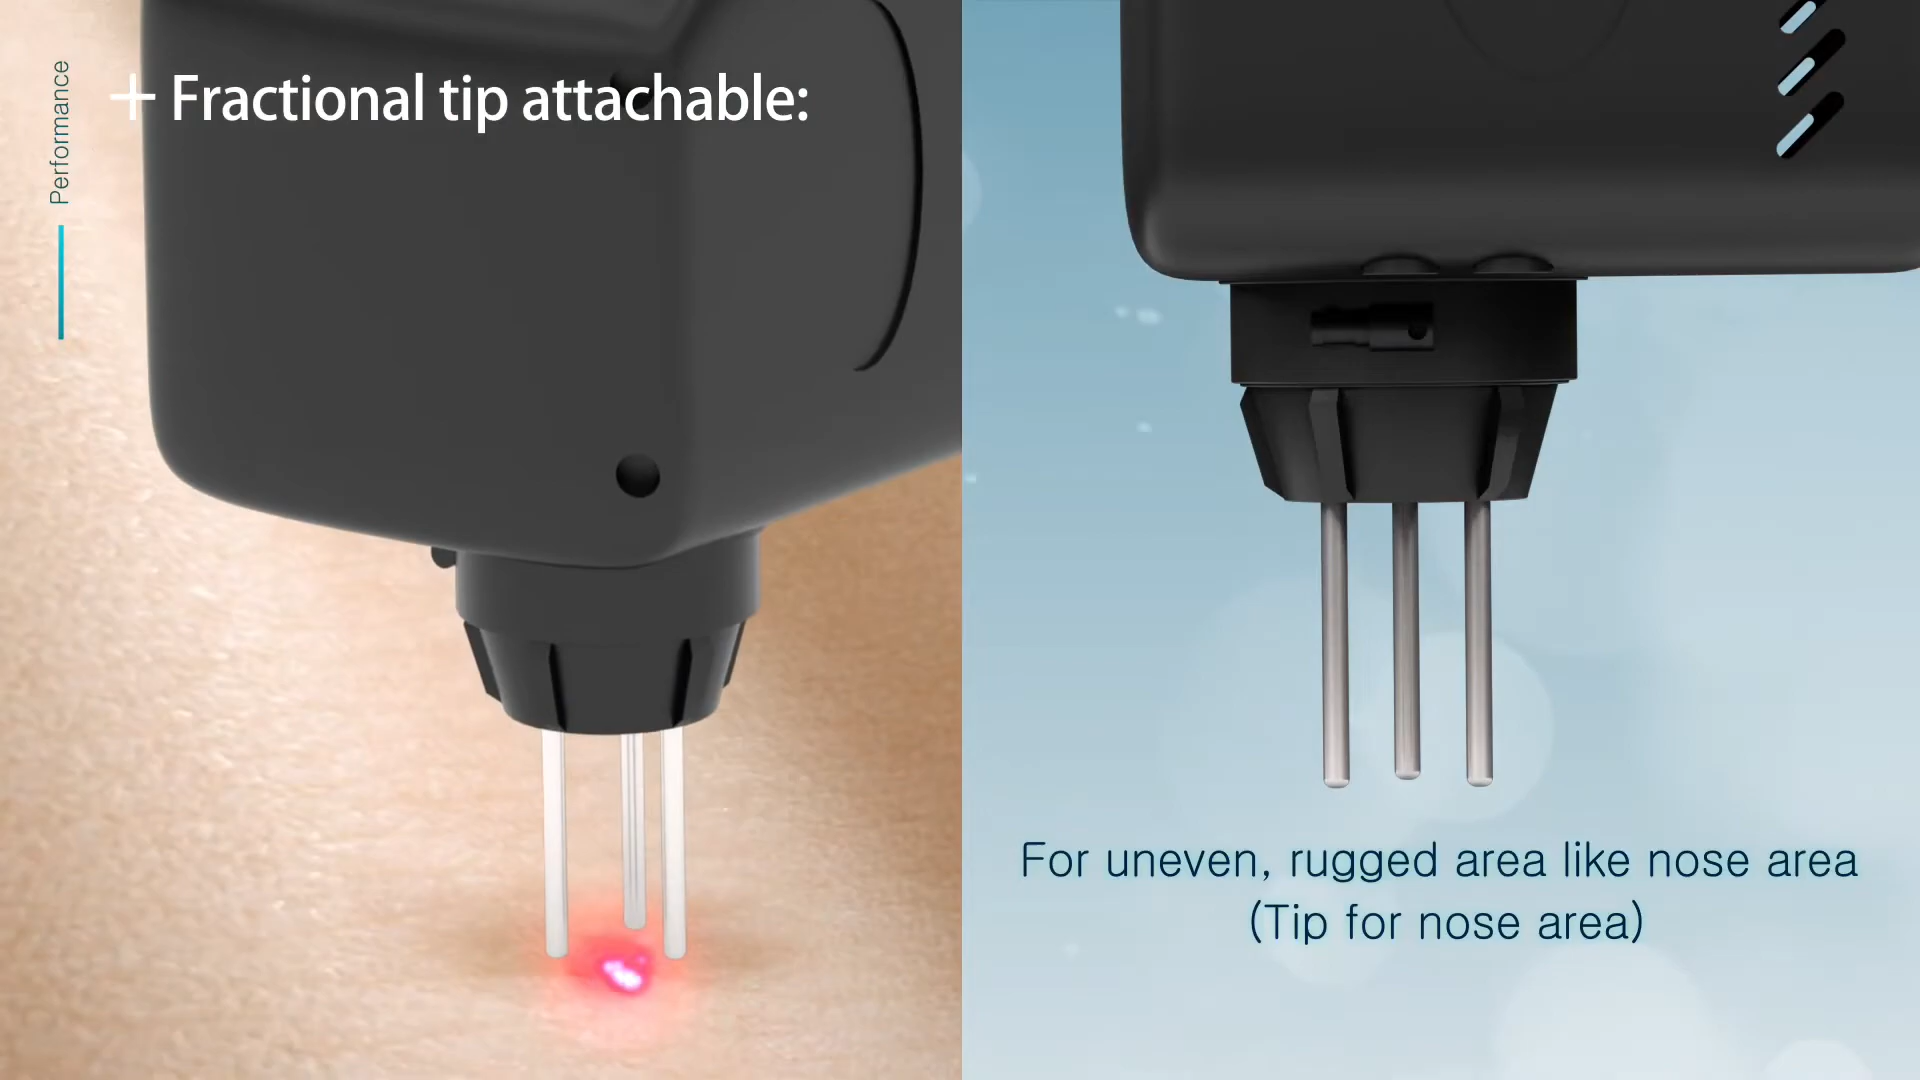 Performance
+ Fractional tip attachable:
For uneven, rugged area like nose area
(Tip for nose area)